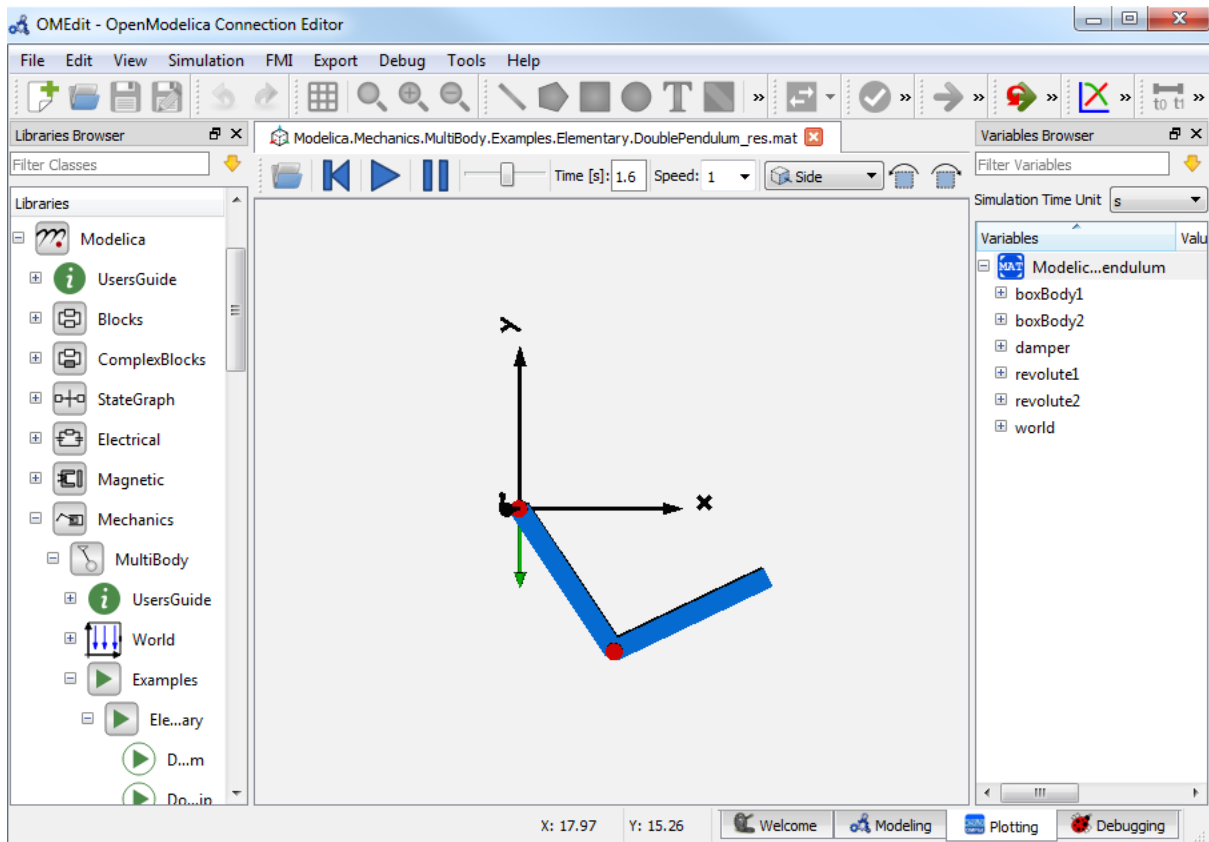 OMEdit - OpenModelica Connection Editor
File Edit View Simulation FMI Export Debug Tools Help
T » » » » to t »
Libraries Browser
Filter Classes
Libraries
Modelica
i UsersGuide
Blocks
ComplexBlocks
StateGraph
Electrical
Magnetic
Mechanics
MultiBody
i UsersGuide
World
Examples
Ele...ary
D...m
Do...ip
Modelica.Mechanics.MultiBody.Examples.Elementary.DoublePendulum_res.mat
Time [s]: 1.6 Speed: 1 Side
y
x
Variables Browser
Filter Variables
Simulation Time Unit s
Variables Valu
MAT Modelic...endulum
boxBody1
boxBody2
damper
revolute1
revolute2
world
X: 17.97 Y: 15.26 Welcome Modeling Plotting Debugging